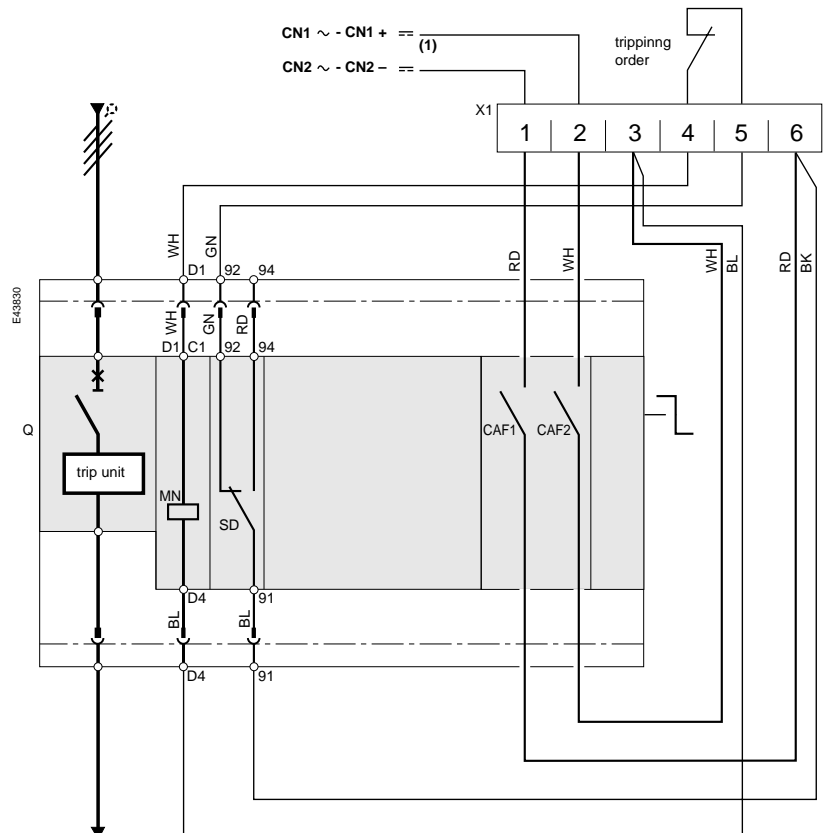 CN1 ~ - CN1 + ⎓
(1)
CN2 ~ - CN2 – ⎓
trippinng
order
X1
1 2 3 4 5 6
WH
GN
RD
WH
WH
BL
RD
BK
D1 92 94
E43830
WH
GN
RD
D1 C1 92 94
Q
CAF1 CAF2
trip unit
MN
SD
D4 91
BL
BL
D4 91